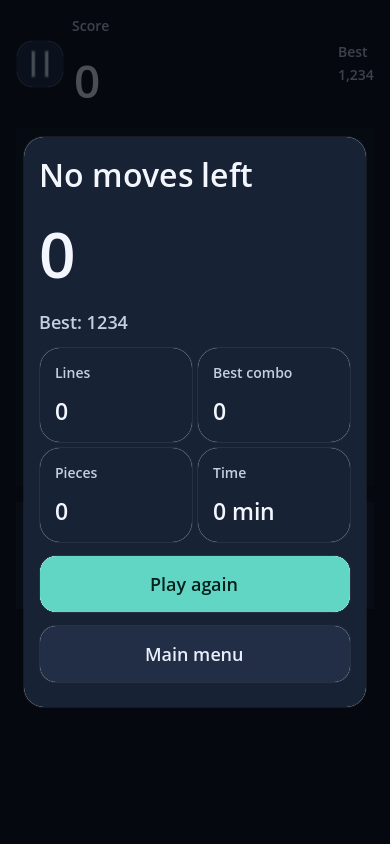 Score
0
Best
1,234
No moves left
0
Best: 1234
Lines
0
Best combo
0
Pieces
0
Time
0 min
Play again
Main menu